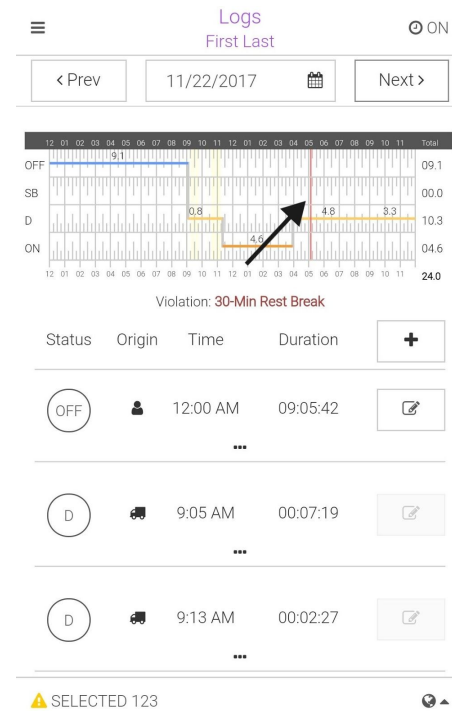 Logs
First Last
ON
< Prev
11/22/2017
Next >
12 01 02 03 04 05 06 07 08 09 10 11 12 01 02 03 04 05 06 07 08 09 10 11 Total
OFF 9.1 09.1
SB 00.0
D 0.8 4.8 3.3 10.3
ON 4.6 04.6
12 01 02 03 04 05 06 07 08 09 10 11 12 01 02 03 04 05 06 07 08 09 10 11 24.0
Violation: 30-Min Rest Break
Status Origin Time Duration
OFF 12:00 AM 09:05:42
D 9:05 AM 00:07:19
D 9:13 AM 00:02:27
SELECTED 123